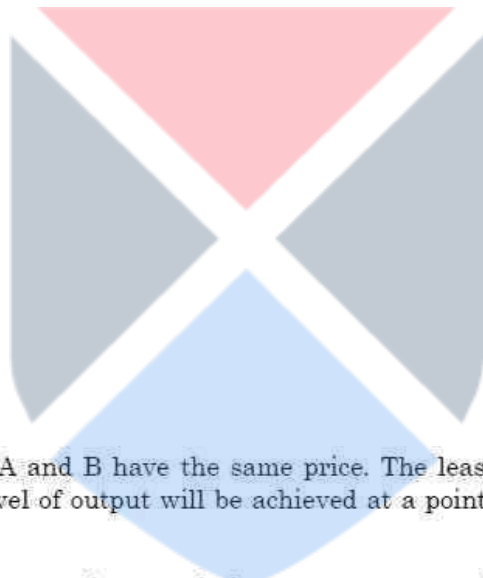 A and B have the same price. The leas
vel of output will be achieved at a point